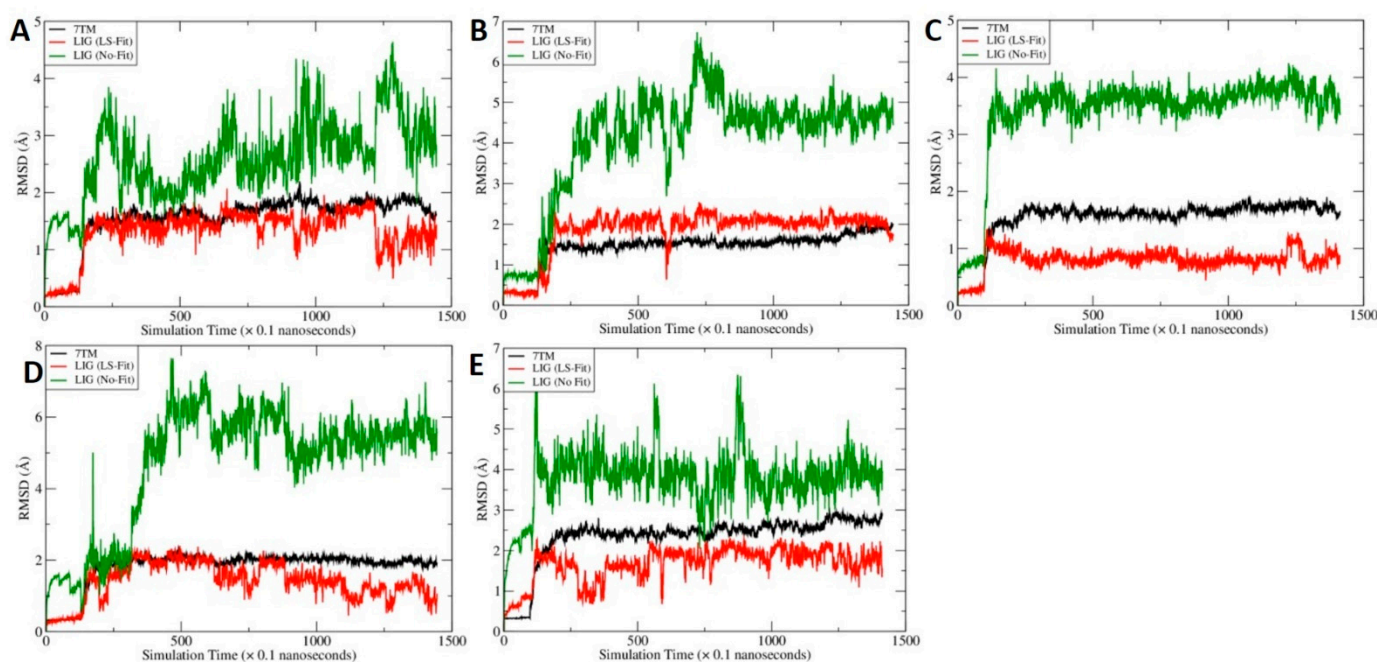 A
5
4
3
2
1
0
RMSD (Å)
7TM
LIG (LS-Fit)
LIG (No-Fit)
0
500
1000
1500
Simulation Time (× 0.1 nanoseconds)
B
7
6
5
4
3
2
1
0
RMSD (Å)
7TM
LIG (LS-Fit)
LIG (No-Fit)
0
500
1000
1500
Simulation Time (× 0.1 nanoseconds)
C
5
4
3
2
1
0
RMSD (Å)
7TM
LIG (LS-Fit)
LIG (No-Fit)
0
500
1000
1500
Simulation Time (× 0.1 nanoseconds)
D
8
6
4
2
0
RMSD (Å)
7TM
LIG (LS-Fit)
LIG (No Fit)
0
500
1000
1500
Simulation Time (× 0.1 nanoseconds)
E
7
6
5
4
3
2
1
0
RMSD (Å)
7TM
LIG (LS-Fit)
LIG (No Fit)
0
500
1000
1500
Simulation Time (× 0.1 nanoseconds)